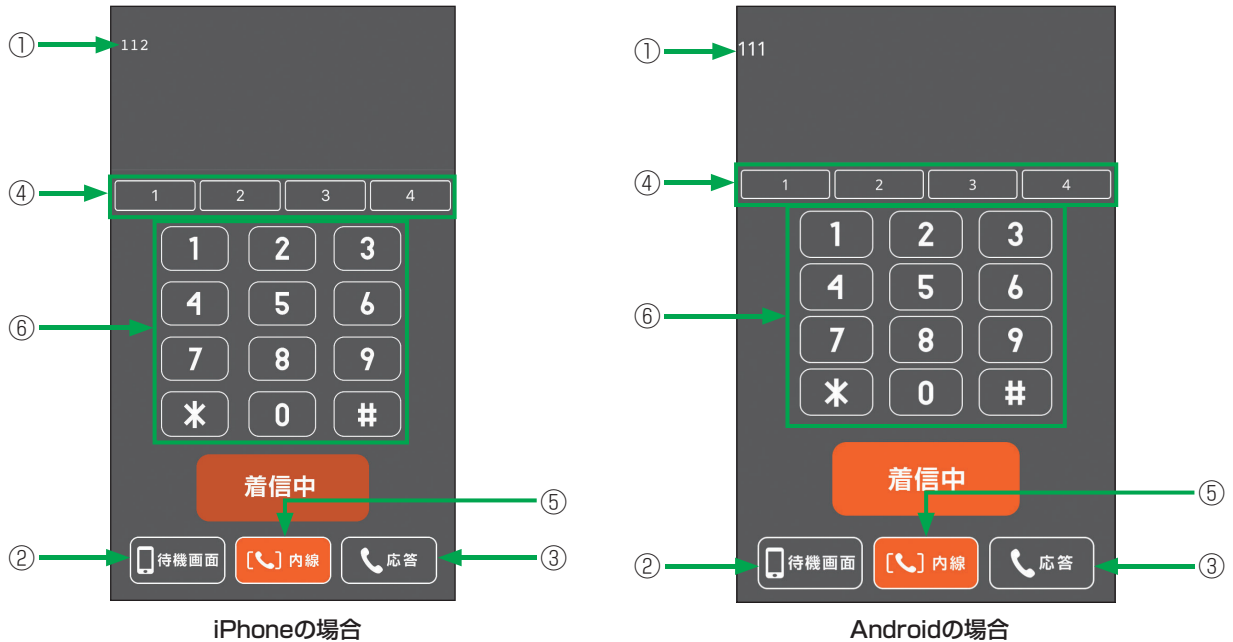 ① 112
④ 1 2 3 4
⑥ 1 2 3
4 5 6
7 8 9
* 0 #
着信中
⑤
② 待機画面 [ ] 内線 応答 ③
iPhoneの場合
① 111
④ 1 2 3 4
⑥ 1 2 3
4 5 6
7 8 9
* 0 #
着信中
⑤
② 待機画面 [ ] 内線 応答 ③
Androidの場合